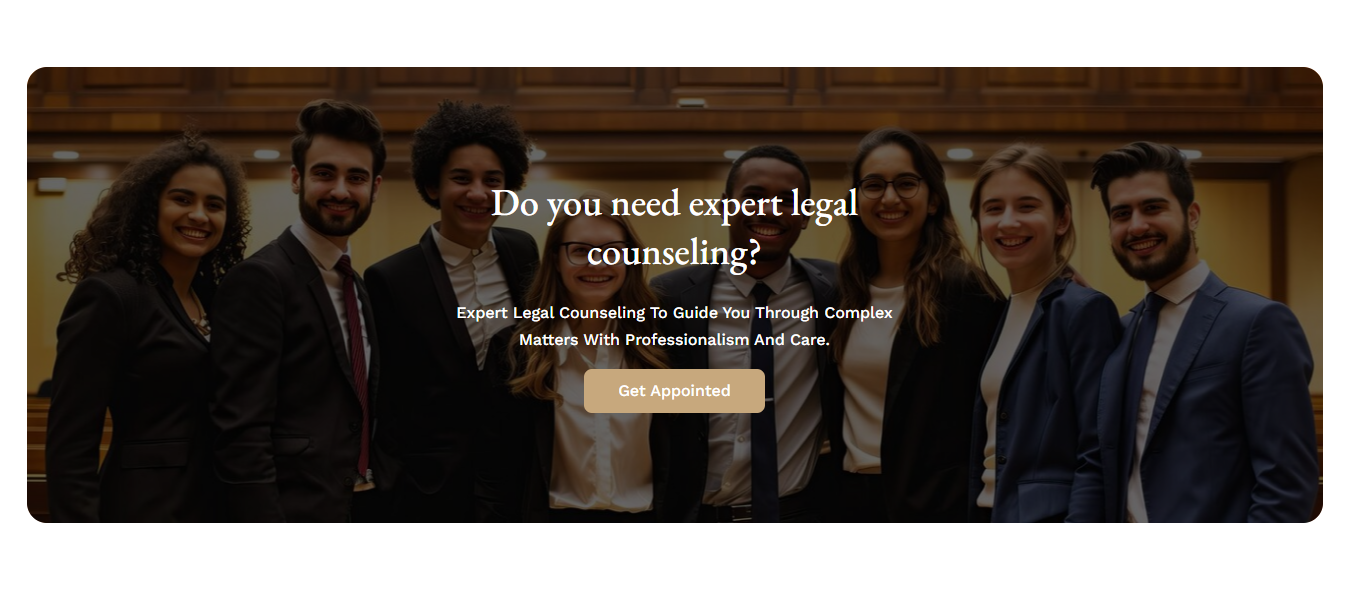 Do you need expert legal
counseling?
Expert Legal Counseling To Guide You Through Complex
Matters With Professionalism And Care.
Get Appointed